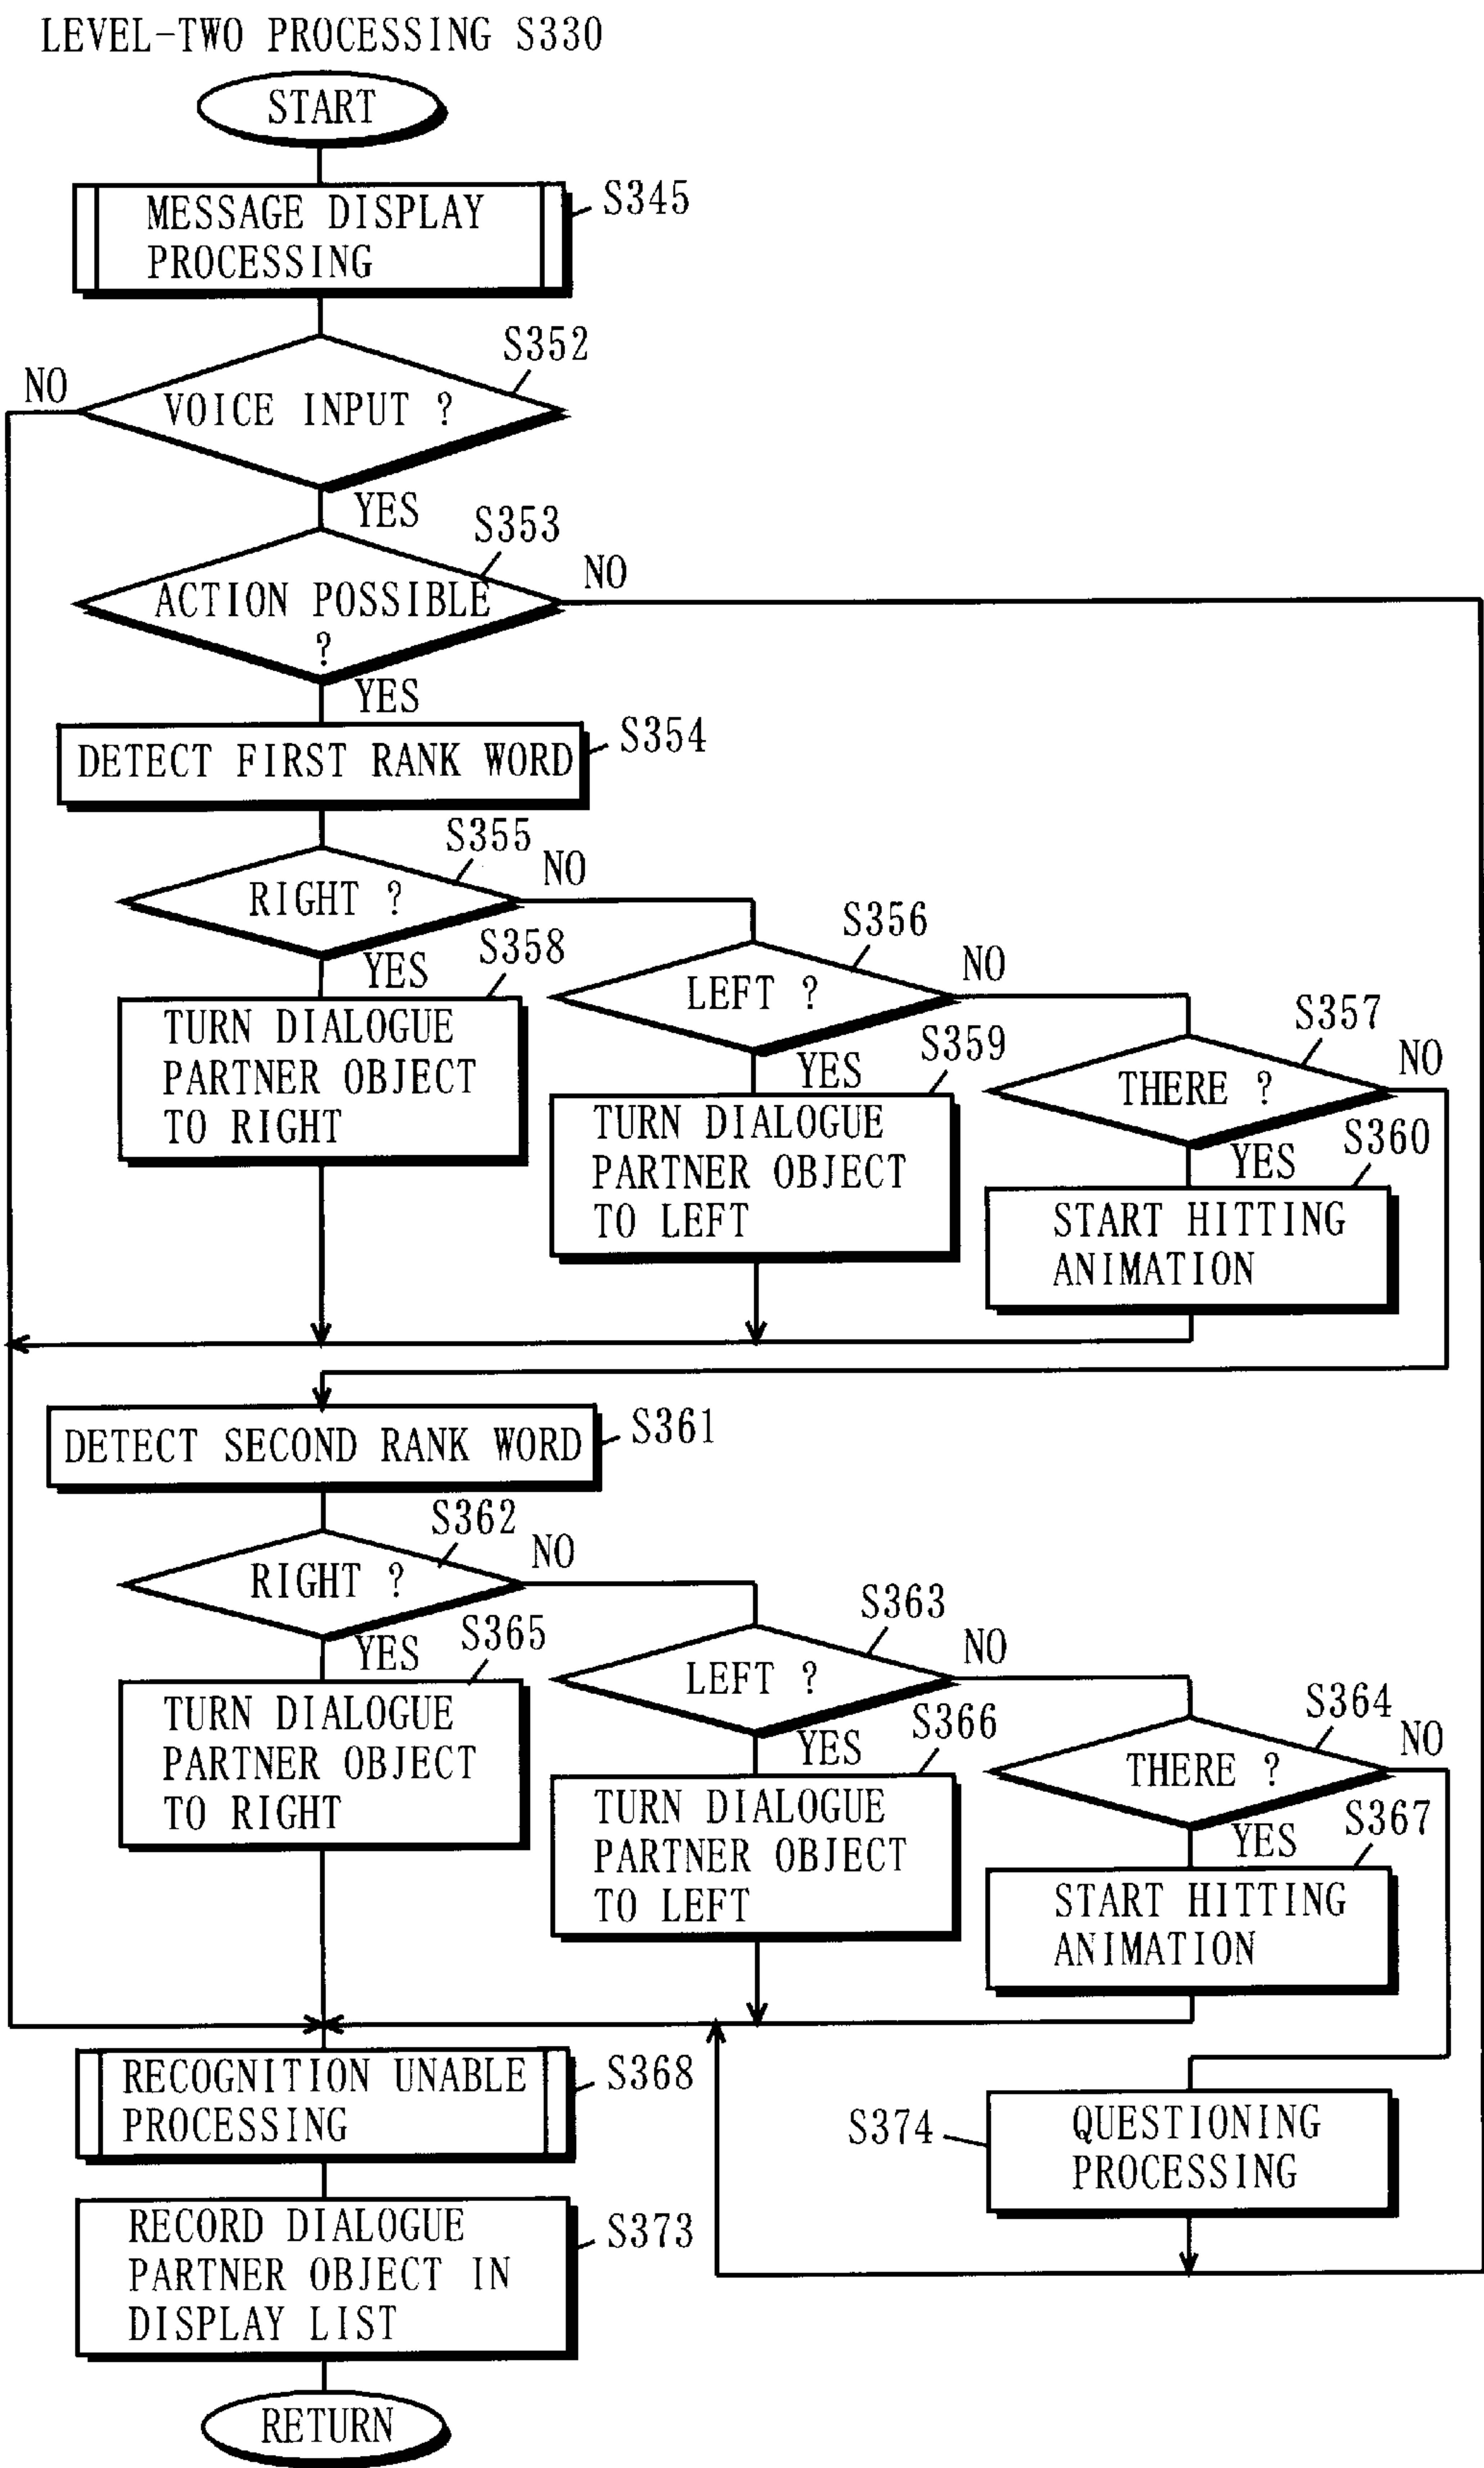 LEVEL-TWO PROCESSING S330
START
MESSAGE DISPLAY
PROCESSING
S345
S352
NO
VOICE INPUT ?
YES
S353
NO
ACTION POSSIBLE
?
YES
DETECT FIRST RANK WORD
S354
S355
NO
RIGHT ?
YES
S358
S356
NO
LEFT ?
YES
S359
S357
NO
THERE ?
YES
S360
TURN DIALOGUE
PARTNER OBJECT
TO RIGHT
TURN DIALOGUE
PARTNER OBJECT
TO LEFT
START HITTING
ANIMATION
DETECT SECOND RANK WORD
S361
S362
NO
RIGHT ?
YES
S365
S363
NO
LEFT ?
YES
S366
S364
NO
THERE ?
YES
S367
TURN DIALOGUE
PARTNER OBJECT
TO RIGHT
TURN DIALOGUE
PARTNER OBJECT
TO LEFT
START HITTING
ANIMATION
RECOGNITION UNABLE
PROCESSING
S368
S374
QUESTIONING
PROCESSING
RECORD DIALOGUE
PARTNER OBJECT IN
DISPLAY LIST
S373
RETURN